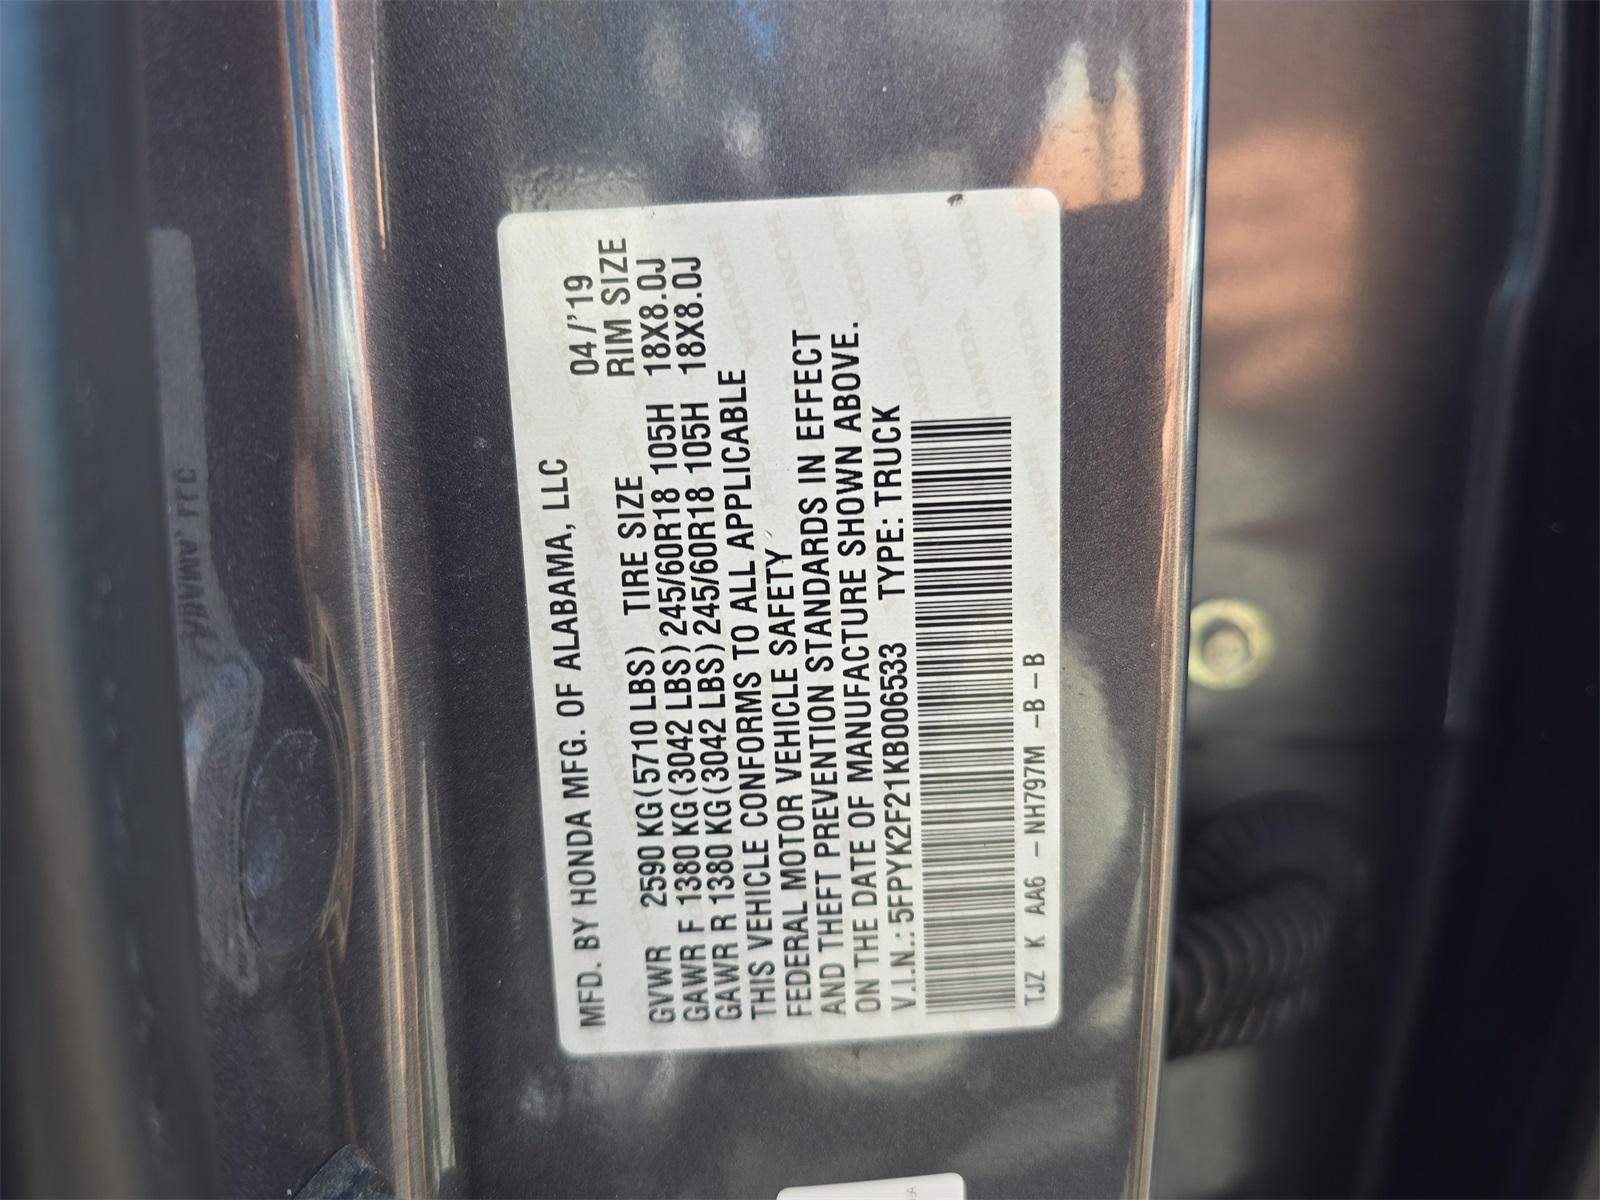 MFD. BY HONDA MFG. OF ALABAMA, LLC 04/'19
GVWR 2590 KG(5710 LBS) TIRE SIZE RIM SIZE
GAWR F 1380 KG(3042 LBS) 245/60R18 105H 18X8.0J
GAWR R 1380 KG(3042 LBS) 245/60R18 105H 18X8.0J
THIS VEHICLE CONFORMS TO ALL APPLICABLE
FEDERAL MOTOR VEHICLE SAFETY
AND THEFT PREVENTION STANDARDS IN EFFECT
ON THE DATE OF MANUFACTURE SHOWN ABOVE.
V.I.N.: 5FPYK2F21KB006533 TYPE: TRUCK
TJZ K AA6 - NH797M - B - B